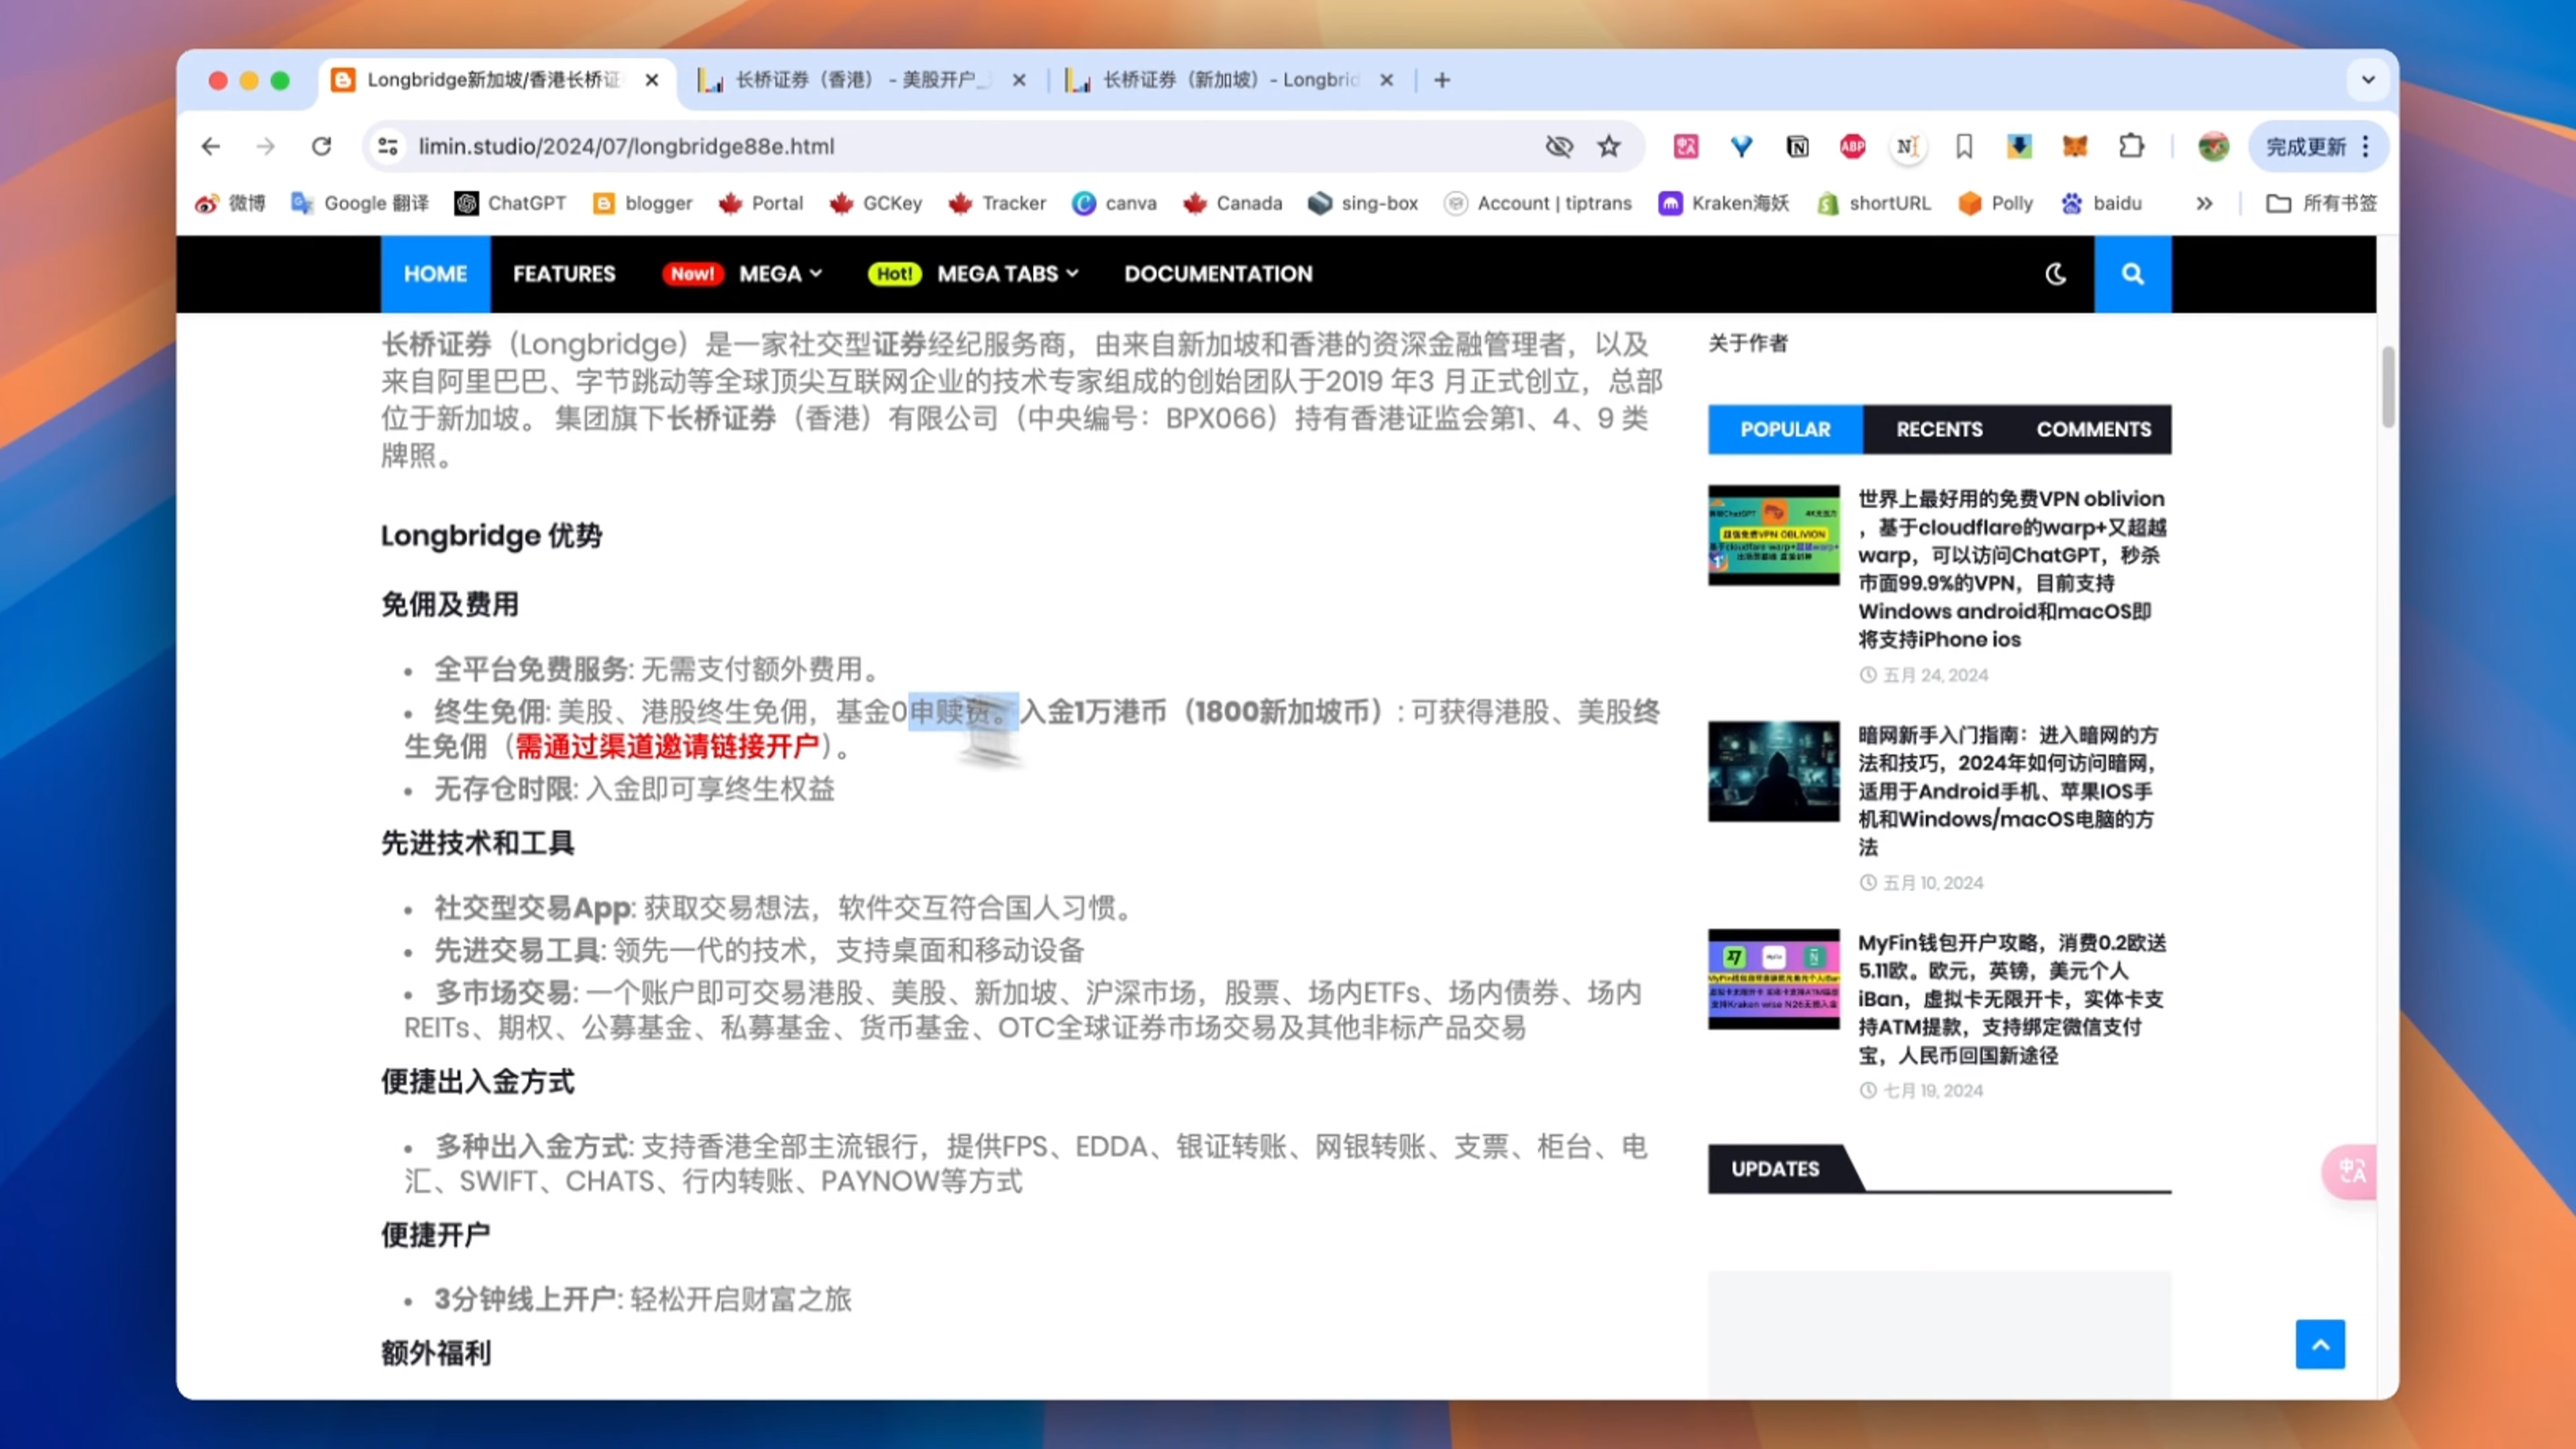 Longbridge新加坡/香港长桥证
长桥证券（香港） - 美股开户_
长桥证券（新加坡）- Longbrid
limin.studio/2024/07/longbridge88e.html
ABP
完成更新
微博 Google 翻译 ChatGPT blogger Portal GCKey Tracker canva Canada sing-box Account | tiptrans Kraken海妖 shortURL Polly baidu 所有书签
HOME FEATURES New! MEGA Hot! MEGA TABS DOCUMENTATION
长桥证券（Longbridge）是一家社交型证券经纪服务商，由来自新加坡和香港的资深金融管理者，以及
来自阿里巴巴、字节跳动等全球顶尖互联网企业的技术专家组成的创始团队于2019 年3 月正式创立，总部
位于新加坡。 集团旗下长桥证券（香港）有限公司（中央编号：BPX066）持有香港证监会第1、4、9 类
牌照。
Longbridge 优势
免佣及费用
全平台免费服务: 无需支付额外费用。
终生免佣: 美股、港股终生免佣，基金0申赎费。入金1万港币（1800新加坡币）: 可获得港股、美股终
生免佣（需通过渠道邀请链接开户）。
无存仓时限: 入金即可享终生权益
先进技术和工具
社交型交易App: 获取交易想法，软件交互符合国人习惯。
先进交易工具: 领先一代的技术，支持桌面和移动设备
多市场交易: 一个账户即可交易港股、美股、新加坡、沪深市场，股票、场内ETFs、场内债券、场内
REITs、期权、公募基金、私募基金、货币基金、OTC全球证券市场交易及其他非标产品交易
便捷出入金方式
多种出入金方式: 支持香港全部主流银行，提供FPS、EDDA、银证转账、网银转账、支票、柜台、电
汇、SWIFT、CHATS、行内转账、PAYNOW等方式
便捷开户
3分钟线上开户: 轻松开启财富之旅
额外福利
关于作者
POPULAR RECENTS COMMENTS
世界上最好用的免费VPN oblivion
，基于cloudflare的warp+又超越
warp，可以访问ChatGPT，秒杀
市面99.9%的VPN，目前支持
Windows android和macOS即
将支持iPhone ios
五月 24, 2024
暗网新手入门指南：进入暗网的方
法和技巧，2024年如何访问暗网，
适用于Android手机、苹果IOS手
机和Windows/macOS电脑的方
法
五月 10, 2024
MyFin钱包开户攻略，消费0.2欧送
5.11欧。欧元，英镑，美元个人
iBan，虚拟卡无限开卡，实体卡支
持ATM提款，支持绑定微信支付
宝，人民币回国新途径
七月 19, 2024
UPDATES